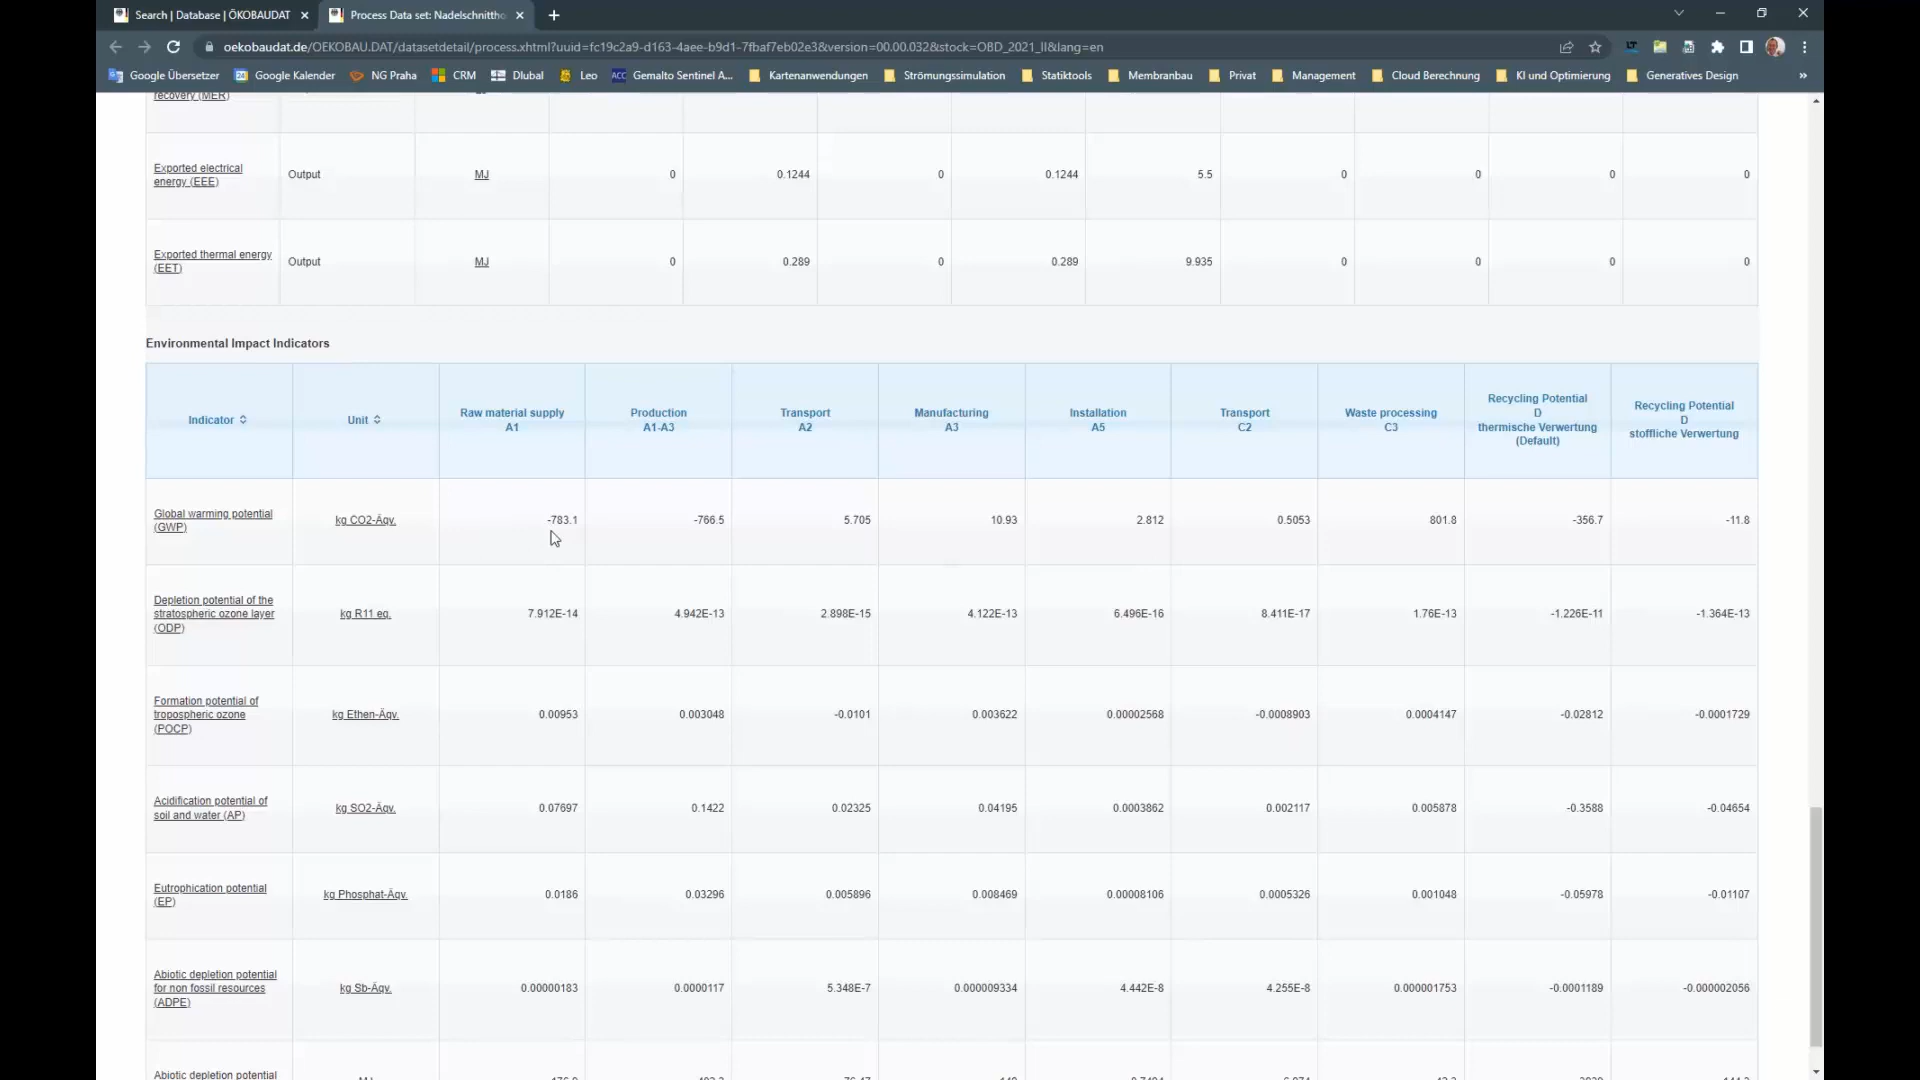 Search | Database | ÖKOBAUDAT
Process Data set: Nadelschnittho
oekobaudat.de/OEKOBAU.DAT/datasetdetail/process.xhtml?uuid=fc19c2a9-d163-4aee-b9d1-7fbaf7eb02e3&version=00.00.032&stock=OBD_2021_II&lang=en
Google Übersetzer Google Kalender NG Praha CRM Dlubal Leo Gemalto Sentinel A... Kartenanwendungen Strömungssimulation Statiktools Membranbau Privat Management Cloud Berechnung KI und Optimierung Generatives Design »
recovery (MER)
Exported electrical
energy (EEE)
Output MJ 0 0.1244 0 0.1244 5.5 0 0 0 0
Exported thermal energy
(EET)
Output MJ 0 0.289 0 0.289 9.935 0 0 0 0
Environmental Impact Indicators
Indicator
Unit
Raw material supply
A1
Production
A1-A3
Transport
A2
Manufacturing
A3
Installation
A5
Transport
C2
Waste processing
C3
Recycling Potential
D
thermische Verwertung
(Default)
Recycling Potential
D
stoffliche Verwertung
Global warming potential
(GWP)
kg CO2-Äqv. -783.1 -766.5 5.705 10.93 2.812 0.5053 801.8 -356.7 -11.8
Depletion potential of the
stratospheric ozone layer
(ODP)
kg R11 eq. 7.912E-14 4.942E-13 2.898E-15 4.122E-13 6.496E-16 8.411E-17 1.76E-13 -1.226E-11 -1.364E-13
Formation potential of
tropospheric ozone
(POCP)
kg Ethen-Äqv. 0.00953 0.003048 -0.0101 0.003622 0.00002568 -0.0008903 0.0004147 -0.02812 -0.0001729
Acidification potential of
soil and water (AP)
kg SO2-Äqv. 0.07697 0.1422 0.02325 0.04195 0.0003862 0.002117 0.005878 -0.3588 -0.04654
Eutrophication potential
(EP)
kg Phosphat-Äqv. 0.0186 0.03296 0.005896 0.008469 0.00008106 0.0005326 0.001048 -0.05978 -0.01107
Abiotic depletion potential
for non fossil resources
(ADPE)
kg Sb-Äqv. 0.00000183 0.0000117 5.348E-7 0.000009334 4.442E-8 4.255E-8 0.000001753 -0.0001189 -0.000002056
Abiotic depletion potential